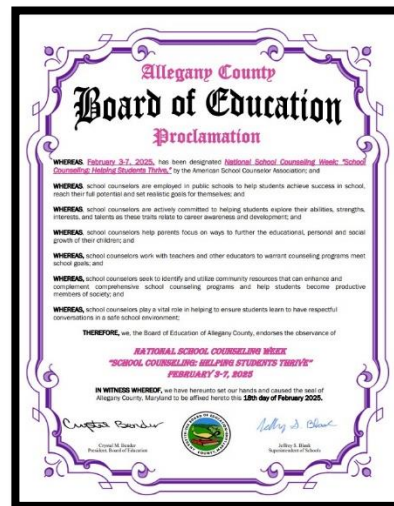 Allegany County
Board of Education
Proclamation
WHEREAS, February 3-7, 2025, has been designated National School Counseling Week; "School
Counseling: Helping Students Thrive," by the American School Counselor Association; and
WHEREAS, school counselors are employed in public schools to help students achieve success in school,
reach their full potential and set realistic goals for themselves; and
WHEREAS, school counselors are actively committed to helping students explore their abilities, strengths,
interests, and talents as these traits relate to career awareness and development; and
WHEREAS, school counselors help parents focus on ways to further the educational, personal and social
growth of their children; and
WHEREAS, school counselors work with teachers and other educators to warrant counseling programs meet
school goals; and
WHEREAS, school counselors seek to identify and utilize community resources that can enhance and
complement comprehensive school counseling programs and help students become productive
members of society; and
WHEREAS, school counselors play a vital role in helping to ensure students learn to have respectful
conversations in a safe school environment;
THEREFORE, we, the Board of Education of Allegany County, endorses the observance of
NATIONAL SCHOOL COUNSELING WEEK
"SCHOOL COUNSELING: HELPING STUDENTS THRIVE"
FEBRUARY 3-7, 2025
IN WITNESS WHEREOF, we have hereunto set our hands and caused the seal of
Allegany County, Maryland to be affixed hereto this 18th day of February 2025.
Crystal Bender
Jeffrey S. Blank
Crystal M. Bender
President, Board of Education
Jeffrey S. Blank
Superintendent of Schools